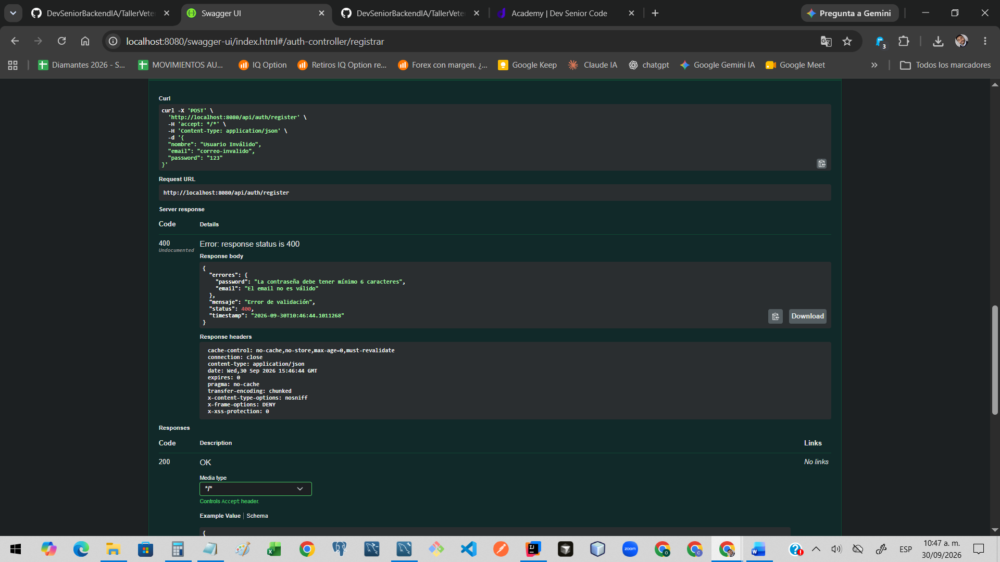 DevSeniorBackendIA/TallerVeter
Swagger UI
DevSeniorBackendIA/TallerVeter
Academy | Dev Senior Code
Pregunta a Gemini
localhost:8080/swagger-ui/index.html#/auth-controller/registrar
3
Diamantes 2026 - S...
MOVIMIENTOS AU...
IQ Option
Retiros IQ Option re...
Forex con margen. ¿...
Google Keep
Claude IA
chatgpt
Google Gemini IA
Google Meet
Todos los marcadores
Curl
curl -X 'POST' \
'http://localhost:8080/api/auth/register' \
-H 'accept: */*' \
-H 'Content-Type: application/json' \
-d '{
"nombre": "Usuario Inválido",
"email": "correo-invalido",
"password": "123"
}'
Request URL
http://localhost:8080/api/auth/register
Server response
Code Details
400 Error: response status is 400
Undocumented
Response body
{
"errores": {
"password": "La contraseña debe tener mínimo 6 caracteres",
"email": "El email no es válido"
},
"mensaje": "Error de validación",
"status": 400,
"timestamp": "2026-09-30T10:46:44.1011268"
}
Download
Response headers
cache-control: no-cache,no-store,max-age=0,must-revalidate
connection: close
content-type: application/json
date: Wed,30 Sep 2026 15:46:44 GMT
expires: 0
pragma: no-cache
transfer-encoding: chunked
x-content-type-options: nosniff
x-frame-options: DENY
x-xss-protection: 0
Responses
Code Description Links
200 OK No links
Media type
*/*
Controls Accept header.
Example Value | Schema
{
zoom
ESP
10:47 a. m.
30/09/2026